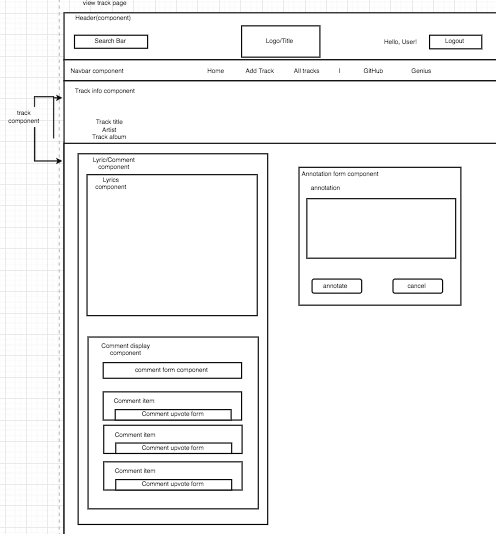 view track page
Header(component)
Search Bar
Logo/Title
Hello, User!
Logout
Navbar component
Home
Add Track
All tracks
|
GitHub
Genius
Track info component
track
component
Track title
Artist
Track album
Lyric/Comment
component
Lyrics
component
Annotation form component
annotation
annotate
cancel
Comment display
component
comment form component
Comment item
Comment upvote form
Comment item
Comment upvote form
Comment item
Comment upvote form